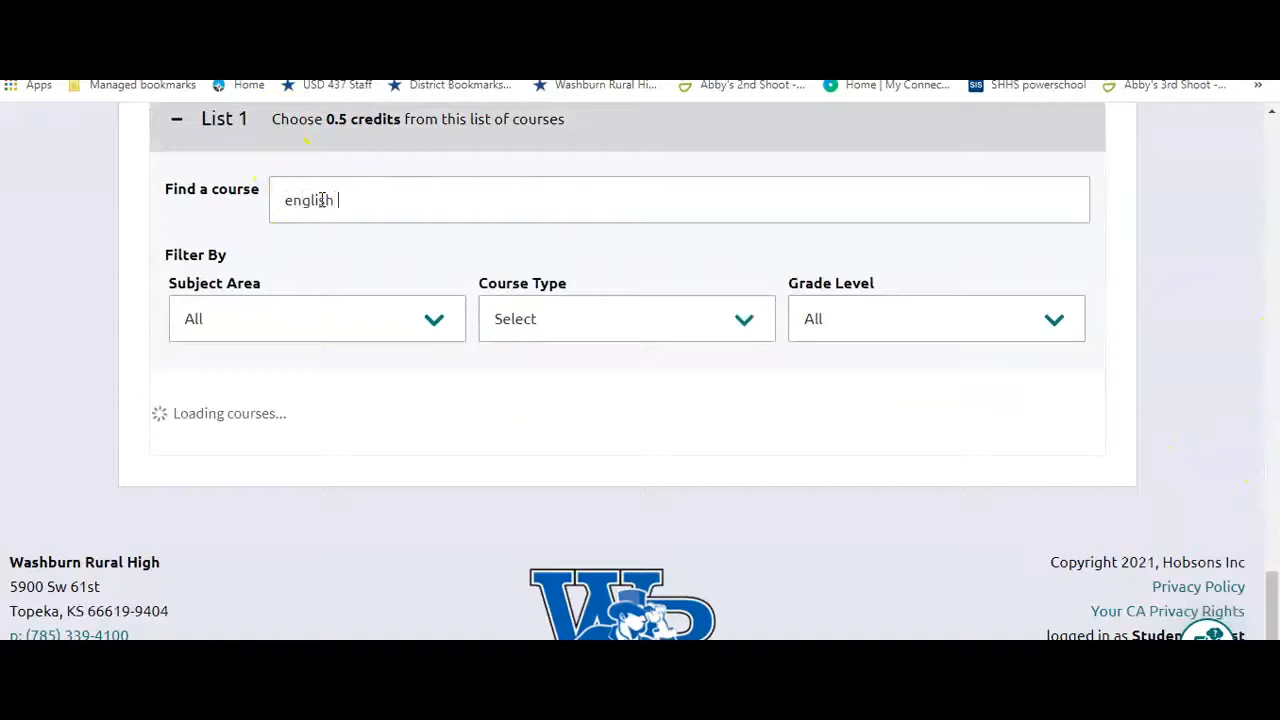 Apps Managed bookmarks Home USD 437 Staff District Bookmarks... Washburn Rural Hi... Abby's 2nd Shoot -... Home | My Connec... SIS SHHS powerschool Abby's 3rd Shoot -... »
− List 1 Choose 0.5 credits from this list of courses
Find a course english
Filter By
Subject Area Course Type Grade Level
All Select All
Loading courses...
Washburn Rural High Copyright 2021, Hobsons Inc
5900 Sw 61st Privacy Policy
Topeka, KS 66619-9404 Your CA Privacy Rights
p: (785) 339-4100 logged in as